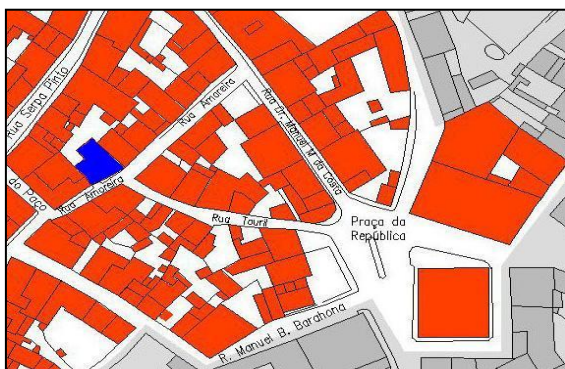 Rua Serpa Pinto
Rua Amoreira
Rua Dr. Manuel M da Costa
do Paço
Rua Amoreira
Rua Touril
Praça da
República
R. Manuel B. Barahona